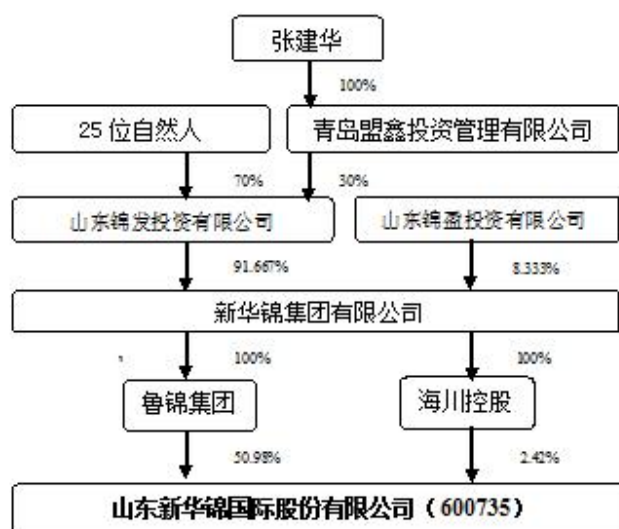 张建华
100%
25 位自然人
青岛盟鑫投资管理有限公司
70%
30%
山东锦发投资有限公司
山东锦盈投资有限公司
91.667%
8.333%
新华锦集团有限公司
100%
100%
鲁锦集团
海川控股
50.98%
2.42%
山东新华锦国际股份有限公司（600735）